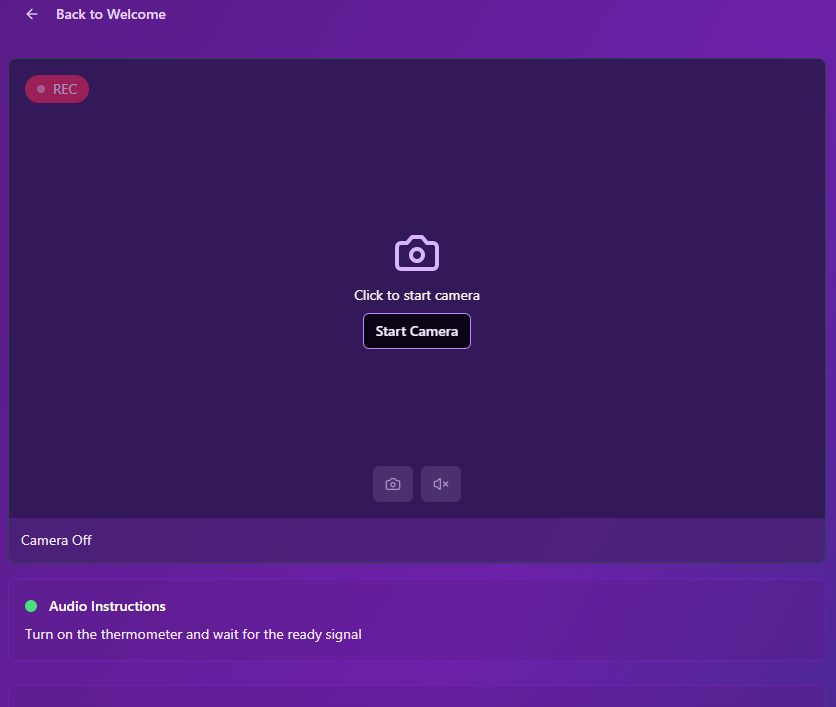 Back to Welcome
REC
Click to start camera
Start Camera
Camera Off
Audio Instructions
Turn on the thermometer and wait for the ready signal